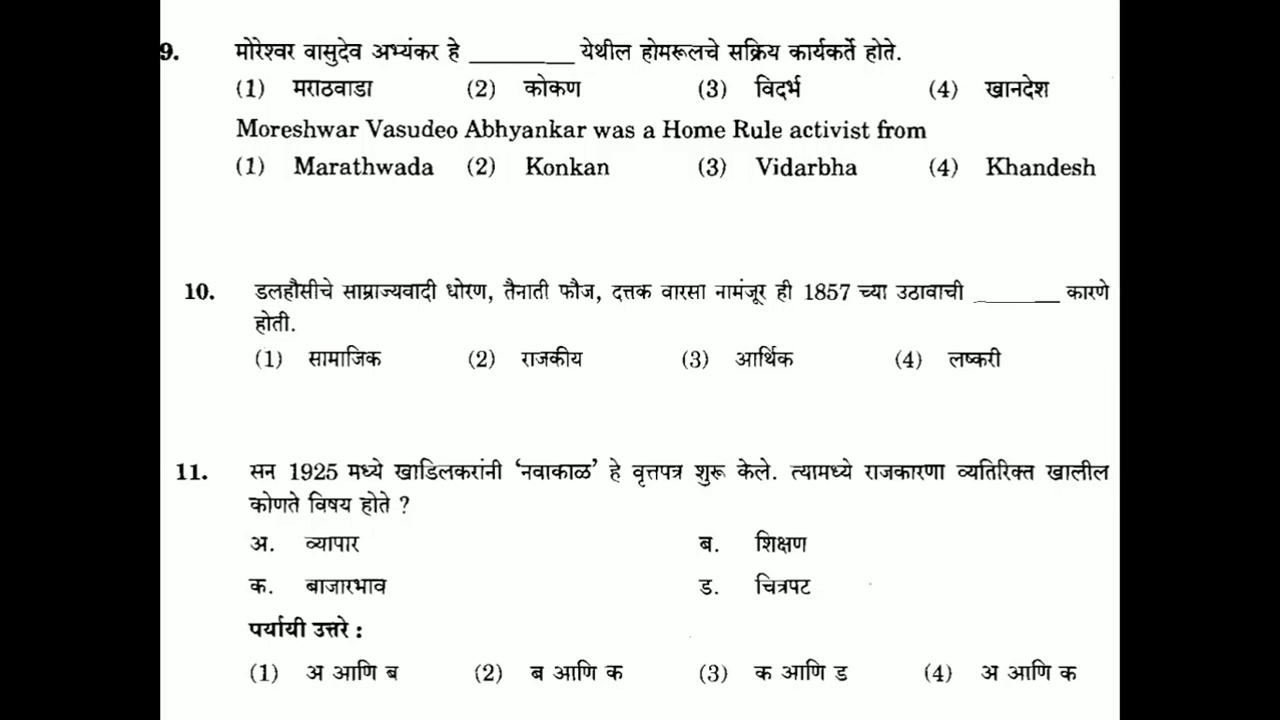 9. मोरेश्वर वासुदेव अभ्यंकर हे ________ येथील होमरूलचे सक्रिय कार्यकर्ते होते.
(1) मराठवाडा (2) कोकण (3) विदर्भ (4) खानदेश
Moreshwar Vasudeo Abhyankar was a Home Rule activist from
(1) Marathwada (2) Konkan (3) Vidarbha (4) Khandesh
10. डलहौसीचे साम्राज्यवादी धोरण, तैनाती फौज, दत्तक वारसा नामंजूर ही 1857 च्या उठावाची ________ कारणे
होती.
(1) सामाजिक (2) राजकीय (3) आर्थिक (4) लष्करी
11. सन 1925 मध्ये खाडिलकरांनी ‘नवाकाळ’ हे वृत्तपत्र शुरू केले. त्यामध्ये राजकारणा व्यतिरिक्त खालील
कोणते विषय होते ?
अ. व्यापार ब. शिक्षण
क. बाजारभाव ड. चित्रपट
पर्यायी उत्तरे :
(1) अ आणि ब (2) ब आणि क (3) क आणि ड (4) अ आणि क